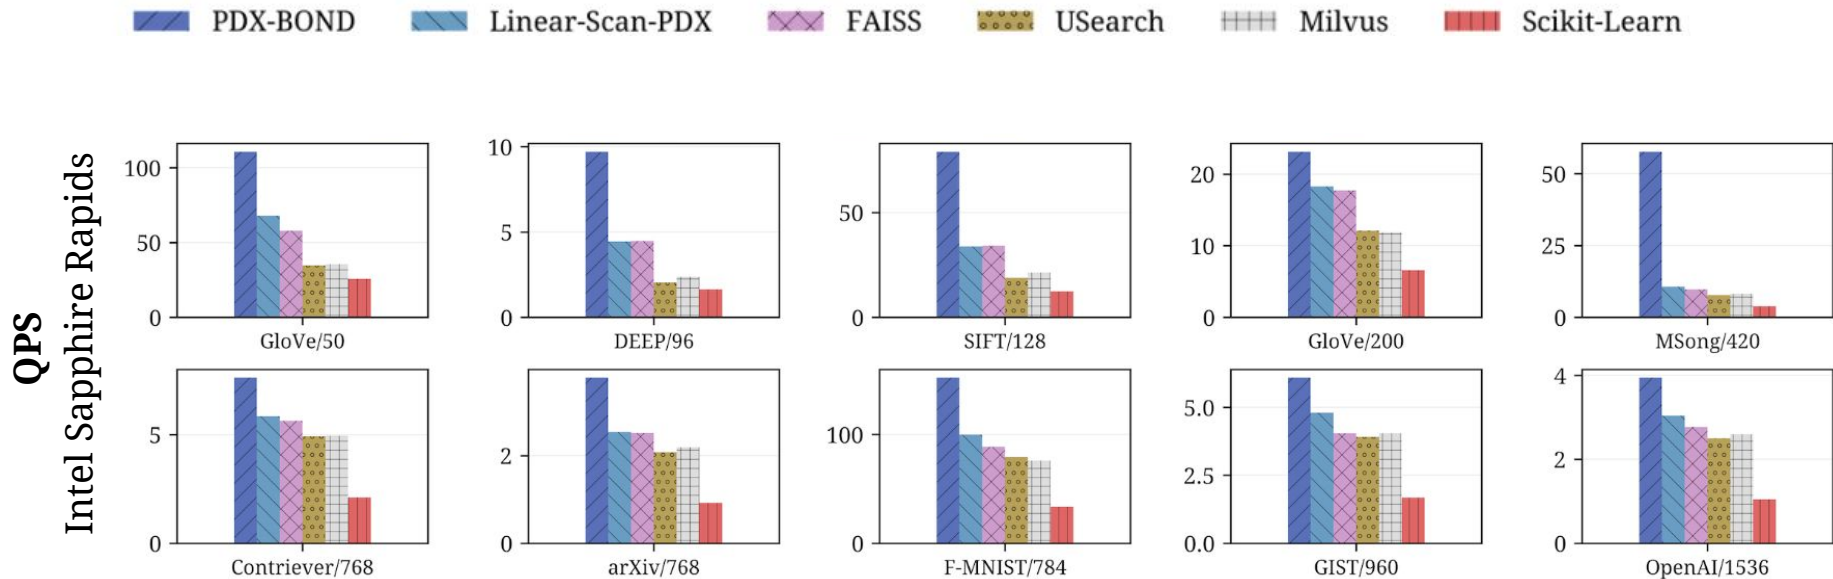 PDX-BOND Linear-Scan-PDX FAISS USearch Milvus Scikit-Learn
QPS
Intel Sapphire Rapids
100
50
0
GloVe/50
10
5
0
DEEP/96
50
0
SIFT/128
20
10
0
GloVe/200
50
25
0
MSong/420
5
0
Contriever/768
2
0
arXiv/768
100
0
F-MNIST/784
5.0
2.5
0.0
GIST/960
4
2
0
OpenAI/1536